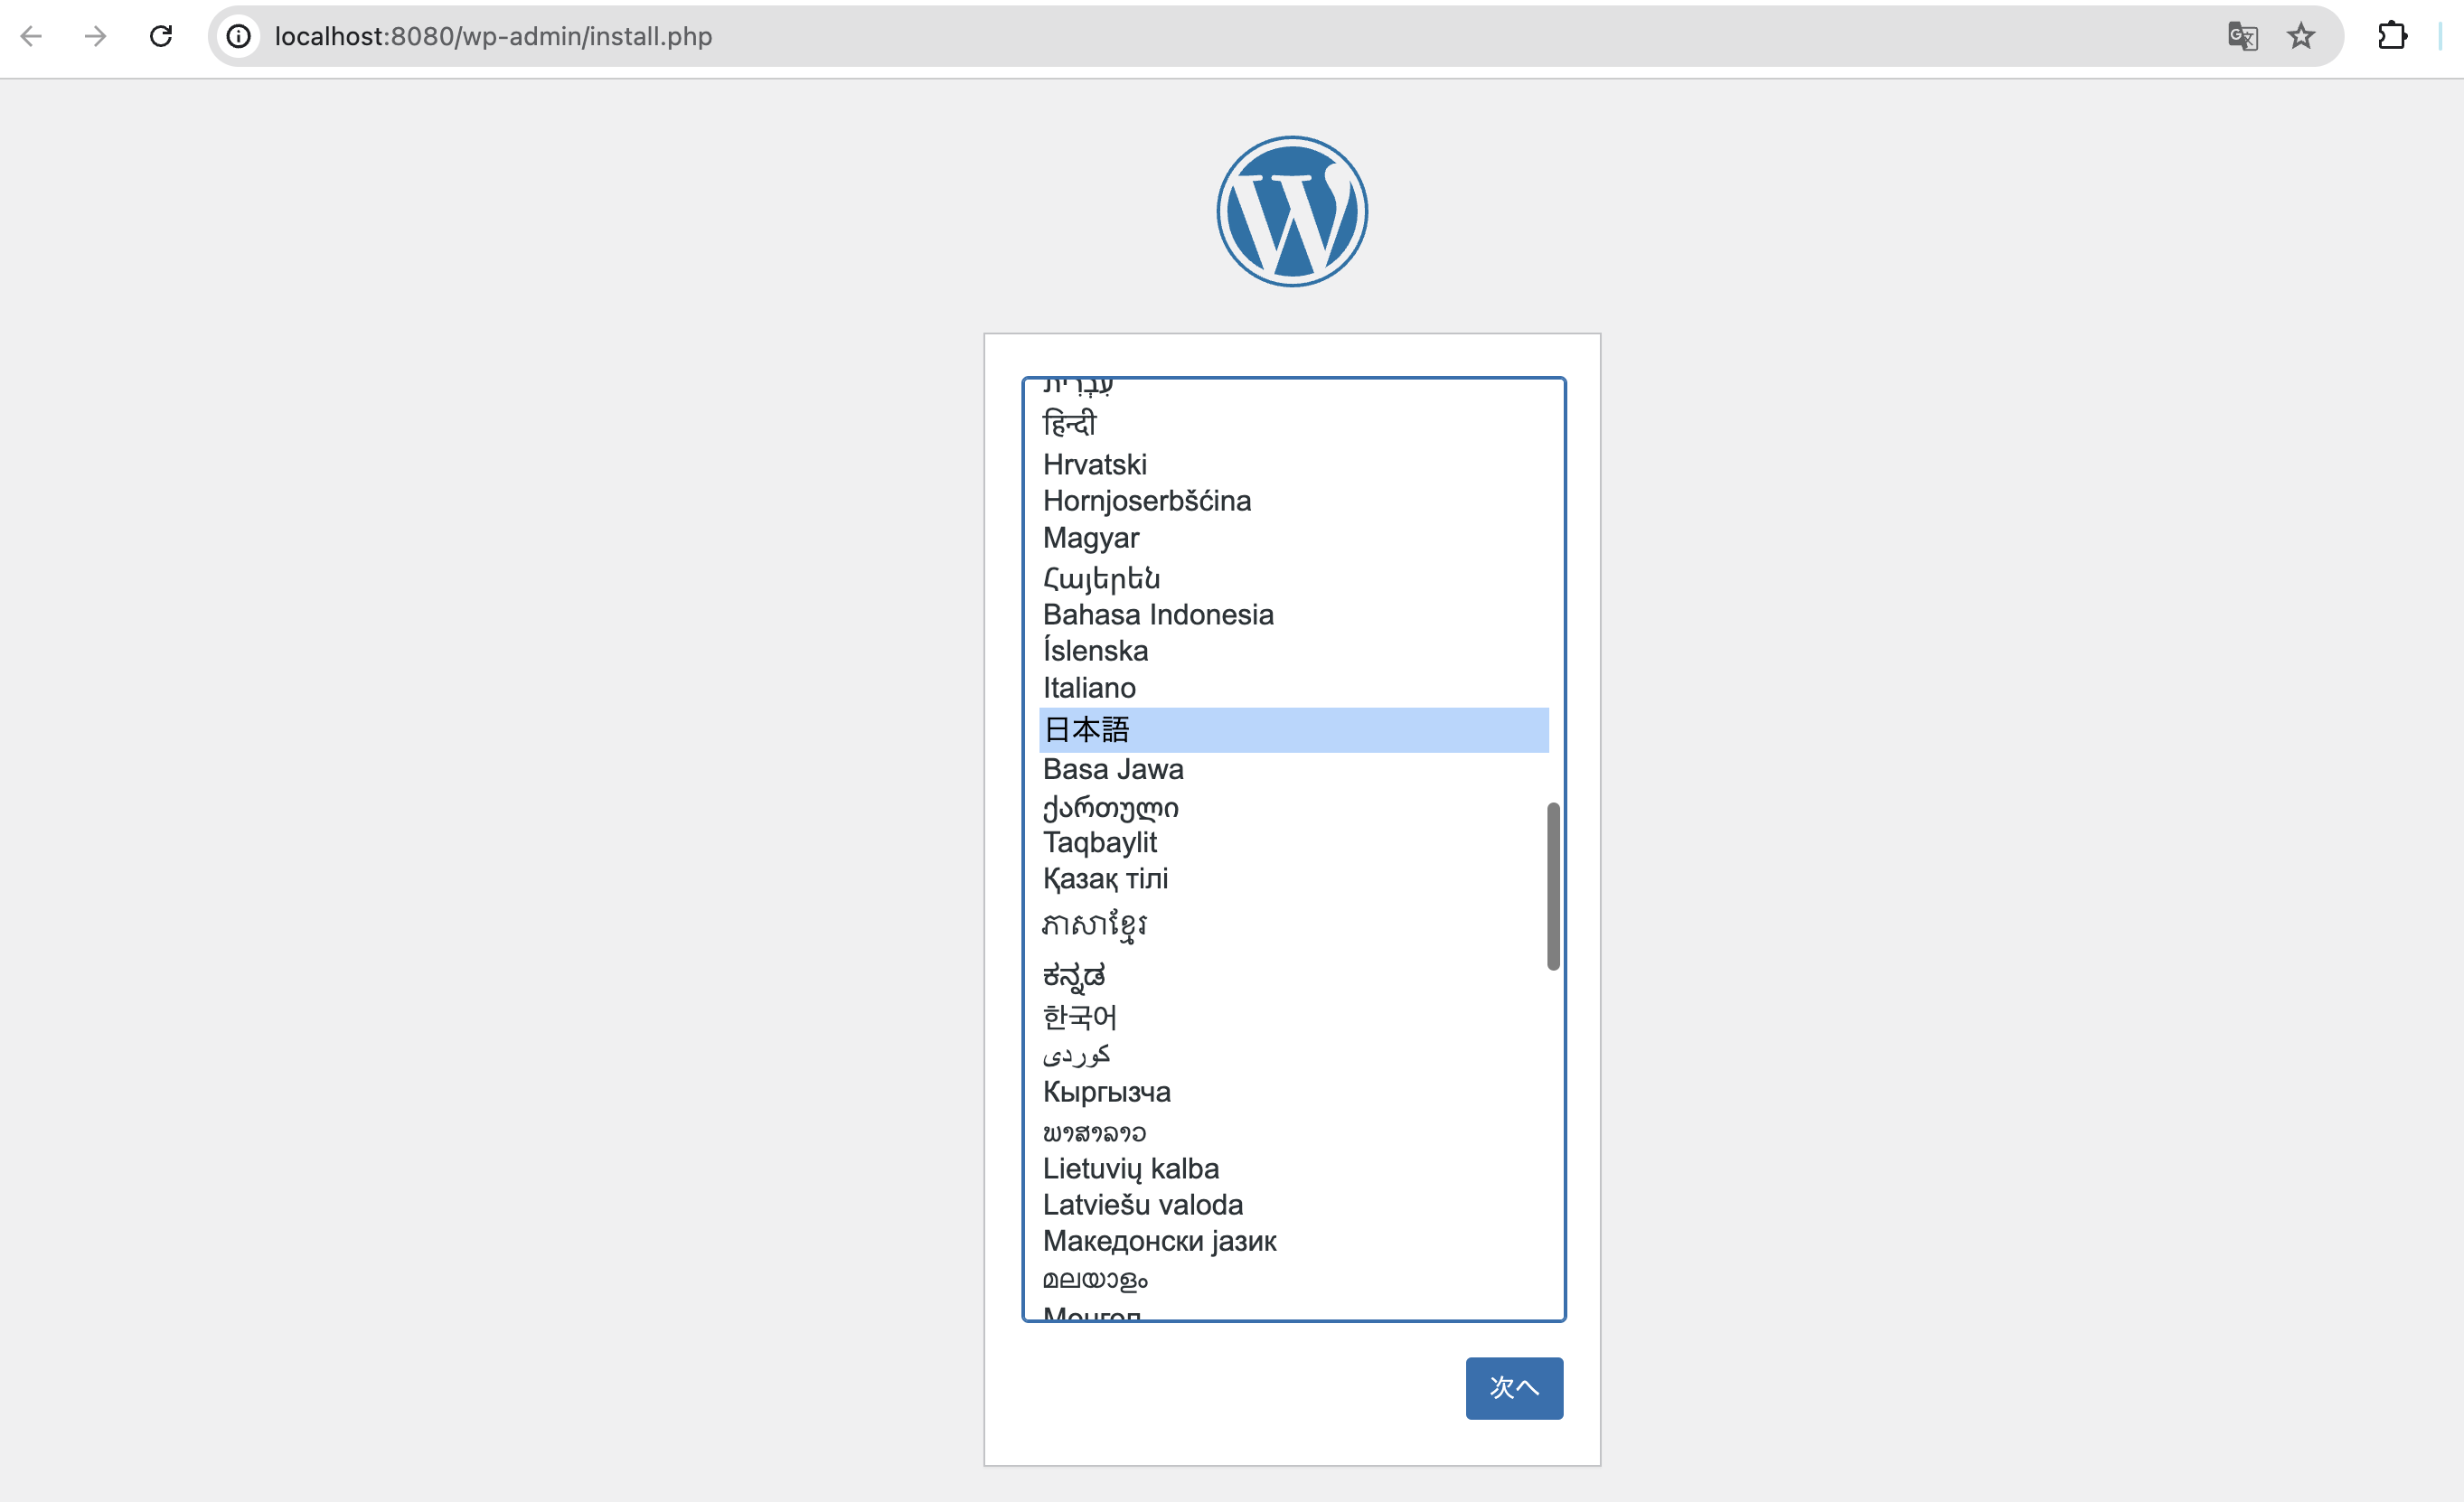 localhost:8080/wp-admin/install.php
עִבְרִית
हिन्दी
Hrvatski
Hornjoserbšćina
Magyar
Հայերեն
Bahasa Indonesia
Íslenska
Italiano
日本語
Basa Jawa
ქართული
Taqbaylit
Қазақ тілі
ភាសាខ្មែរ
ಕನ್ನಡ
한국어
كوردی
Кыргызча
ພາສາລາວ
Lietuvių kalba
Latviešu valoda
Македонски јазик
മലയാളം
Монгол
次へ